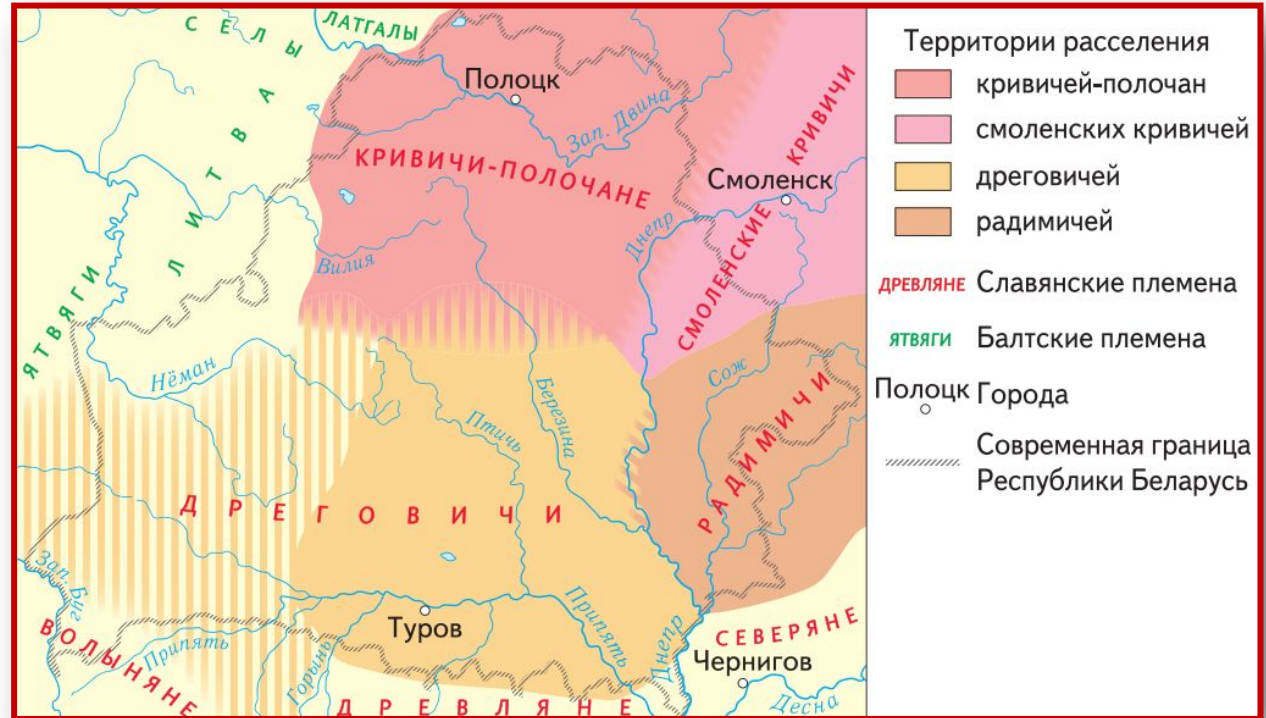 СЕЛЫ
ЛАТГАЛЫ
ЛИТВА
ЯТВЯГИ
Полоцк
Зап. Двина
КРИВИЧИ-ПОЛОЧАНЕ
КРИВИЧИ
СМОЛЕНСКИЕ
Смоленск
Днепр
Вилия
Нёман
Птичь
Березина
Сож
РАДИМИЧИ
ДРЕГОВИЧИ
Зап. Буг
ВОЛЫНЯНЕ
Припять
Горынь
Туров
Припять
Днепр
ДРЕВЛЯНЕ
СЕВЕРЯНЕ
Чернигов
Десна
Территории расселения
кривичей-полочан
смоленских кривичей
дреговичей
радимичей
ДРЕВЛЯНЕ Славянские племена
ЯТВЯГИ Балтские племена
Полоцк Города
Современная граница
Республики Беларусь